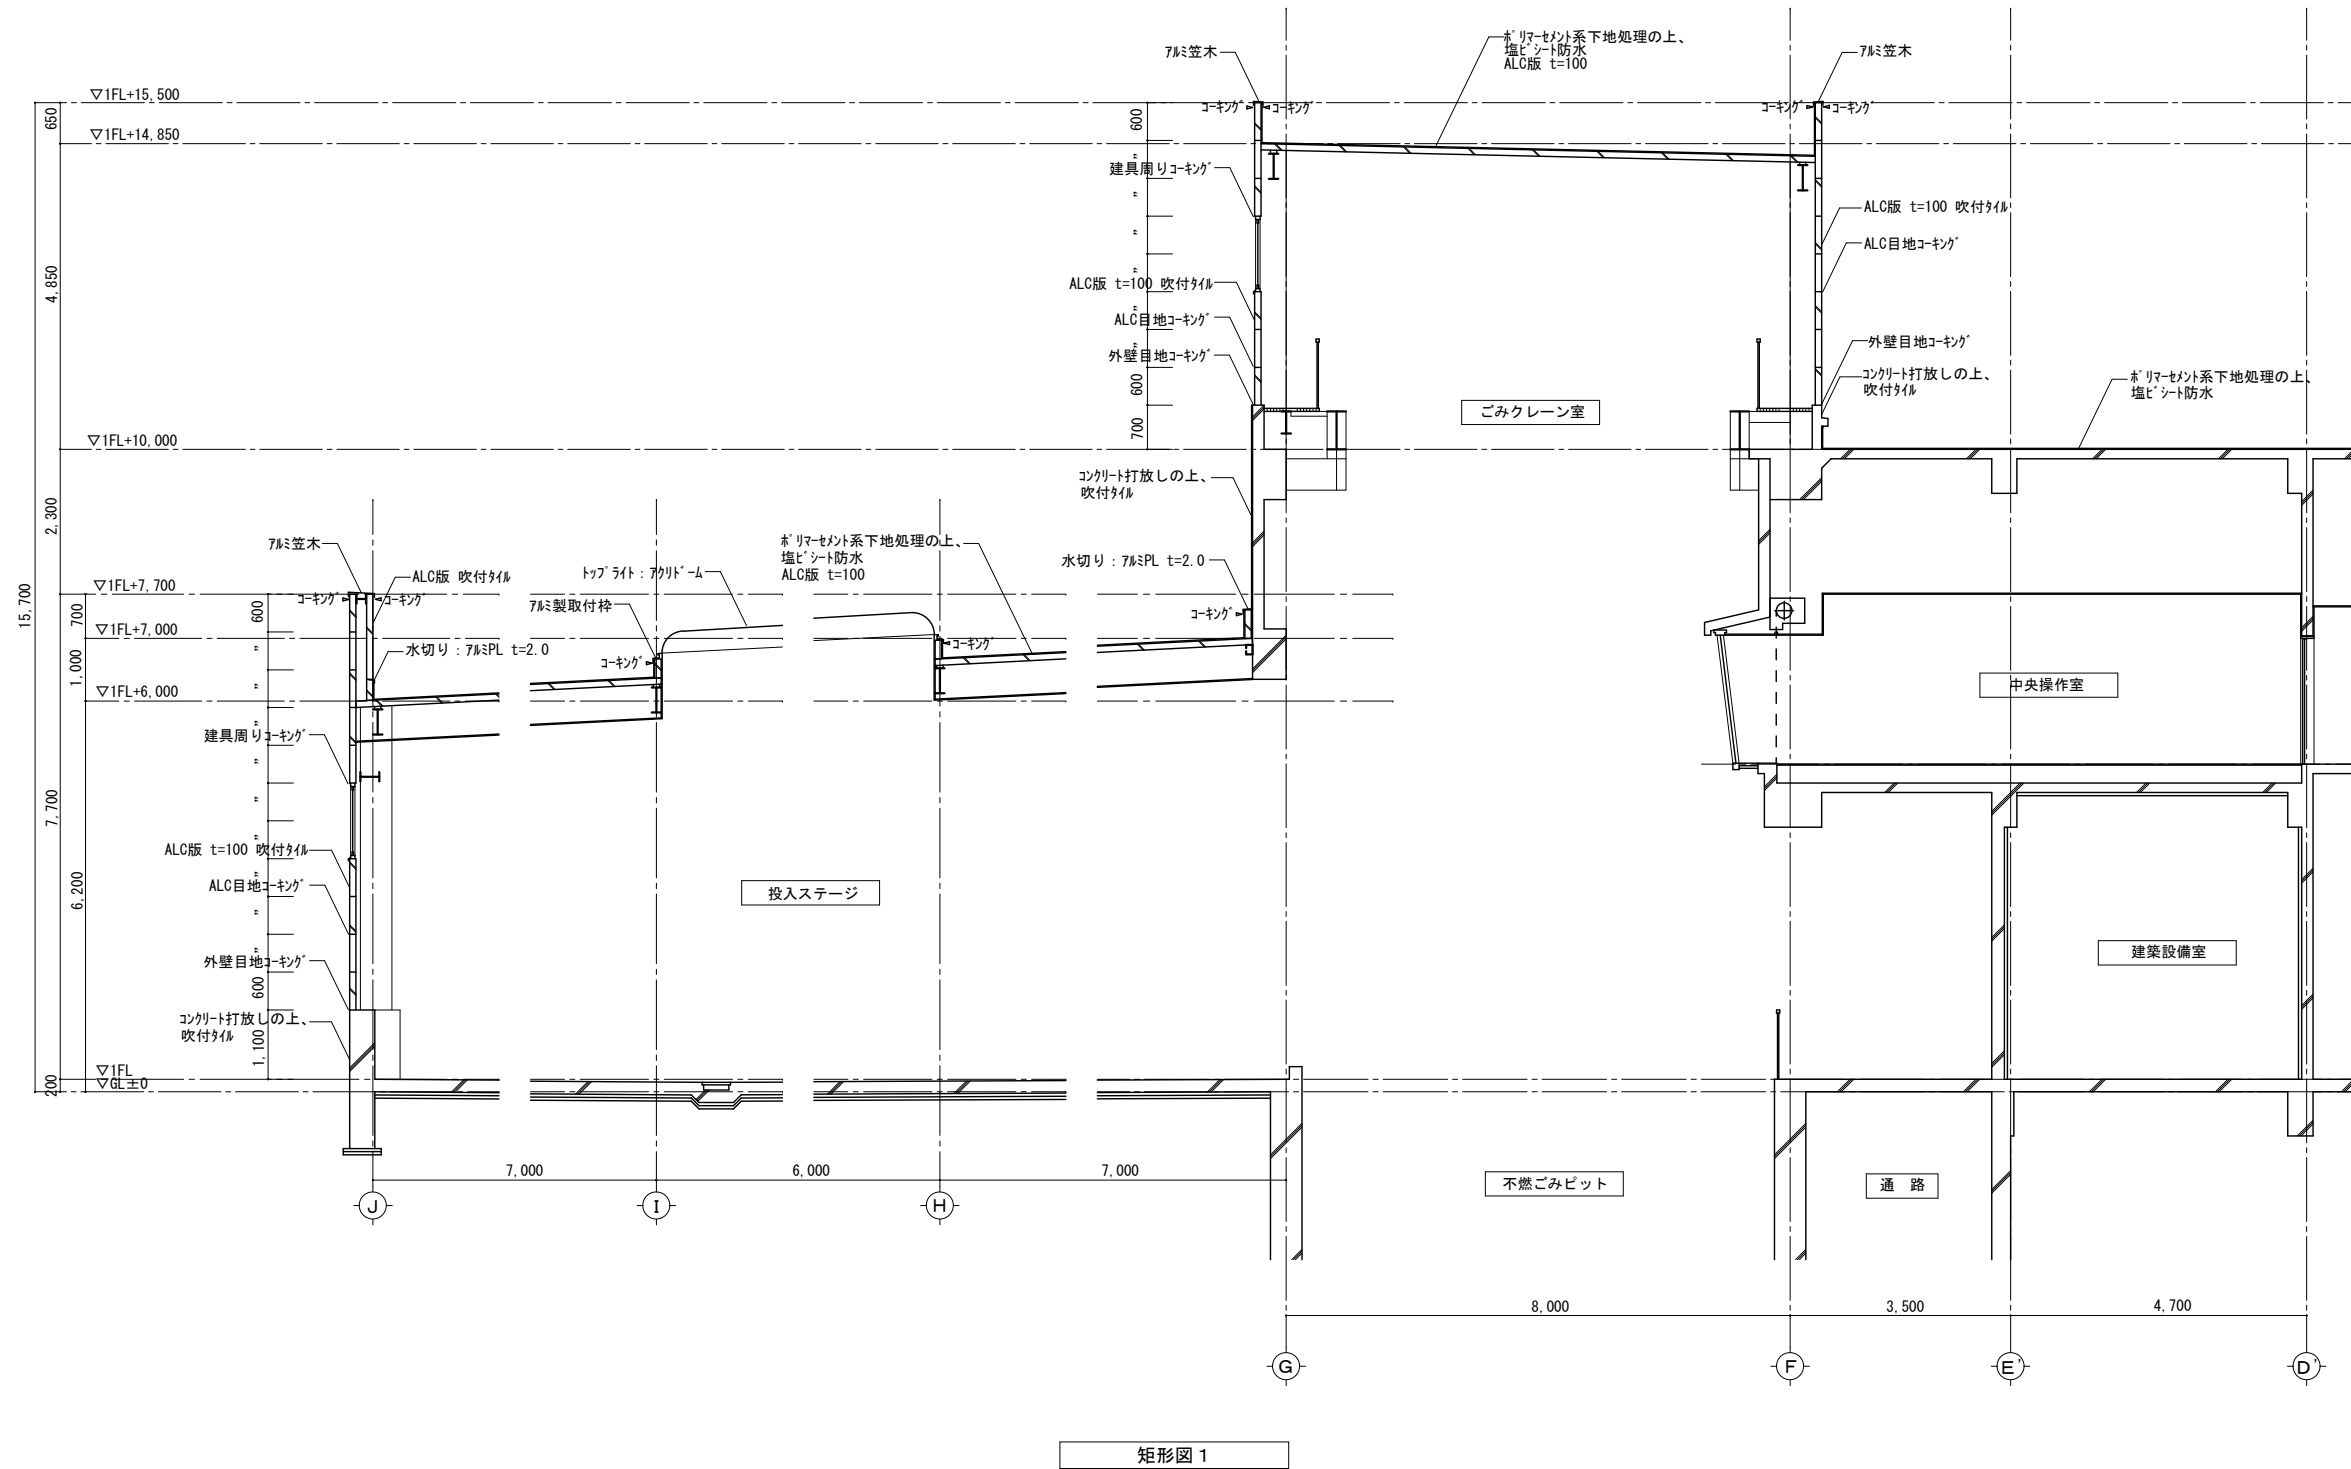 アルミ笠木
ポリマーセメント系下地処理の上、
塩ビシート防水
ALC版 t=100
アルミ笠木
▽1FL+15,500
コーキング
コーキング
コーキング
コーキング
650
600
▽1FL+14,850
〃
建具周りコーキング
〃
ALC版 t=100 吹付タイル
〃
ALC目地コーキング
4,850
〃
ALC版 t=100 吹付タイル
ALC目地コーキング
〃
外壁目地コーキング
外壁目地コーキング
600
コンクリート打放しの上、
吹付タイル
ポリマーセメント系下地処理の上、
塩ビシート防水
ごみクレーン室
700
▽1FL+10,000
コンクリート打放しの上、
吹付タイル
2,300
アルミ笠木
ポリマーセメント系下地処理の上、
塩ビシート防水
ALC版 t=100
水切り：アルミPL t=2.0
ALC版 吹付タイル
トップライト：アクリドーム
▽1FL+7,700
コーキング
コーキング
600
アルミ製取付枠
コーキング
15,700
700
▽1FL+7,000
〃
水切り：アルミPL t=2.0
コーキング
コーキング
1,000
〃
中央操作室
▽1FL+6,000
〃
建具周りコーキング
〃
〃
7,700
〃
ALC版 t=100 吹付タイル
〃
ALC目地コーキング
6,200
投入ステージ
〃
〃
外壁目地コーキング
建築設備室
600
コンクリート打放しの上、
吹付タイル
1,100
▽1FL
▽GL±0
200
7,000
6,000
7,000
不燃ごみピット
通　路
J
I
H
8,000
3,500
4,700
G
F
E'
D'
矩形図１